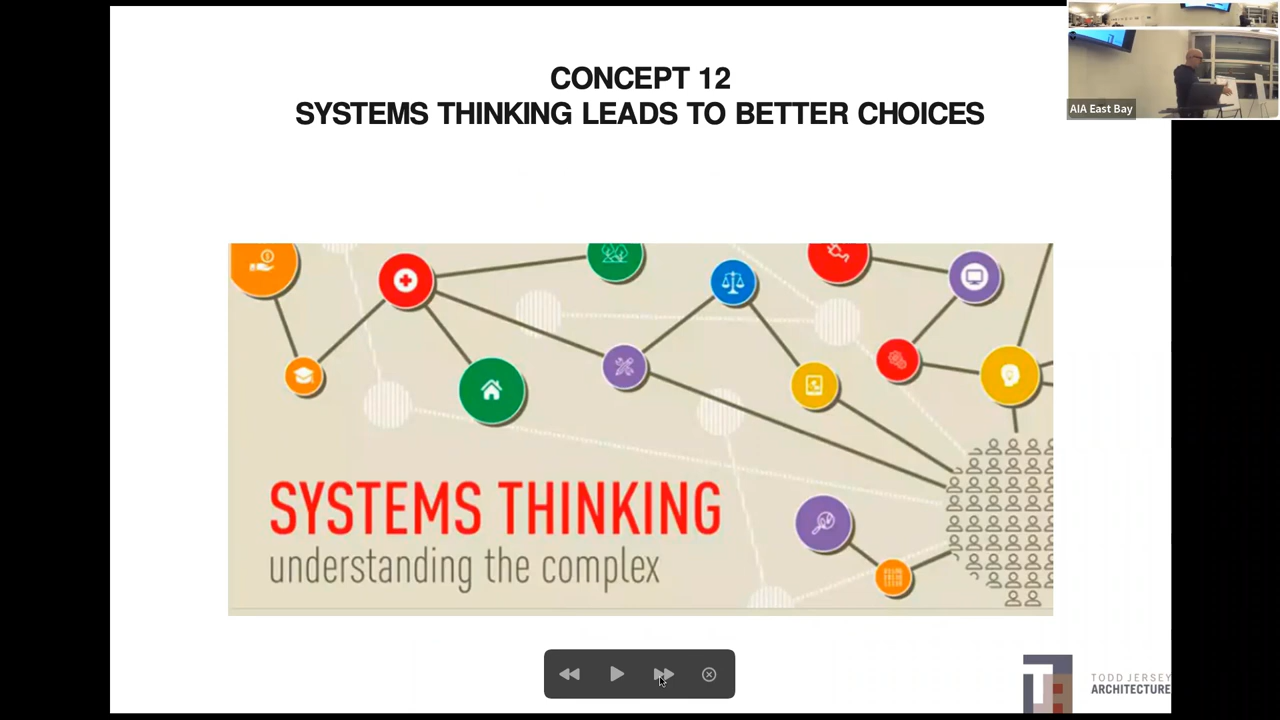 CONCEPT 12
SYSTEMS THINKING LEADS TO BETTER CHOICES
AIA East Bay
SYSTEMS THINKING
understanding the complex
TODD JERSEY
ARCHITECTURE